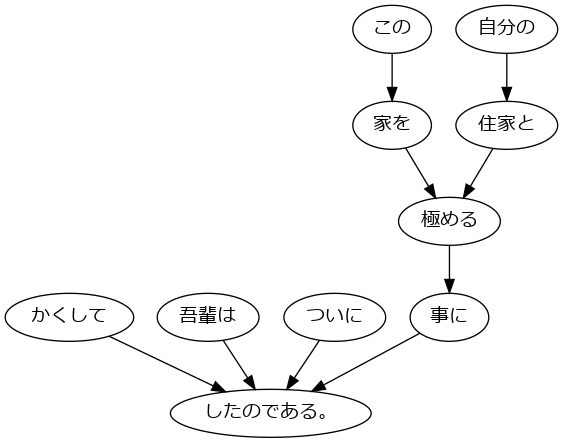 この
自分の
家を
住家と
極める
かくして
吾輩は
ついに
事に
したのである。